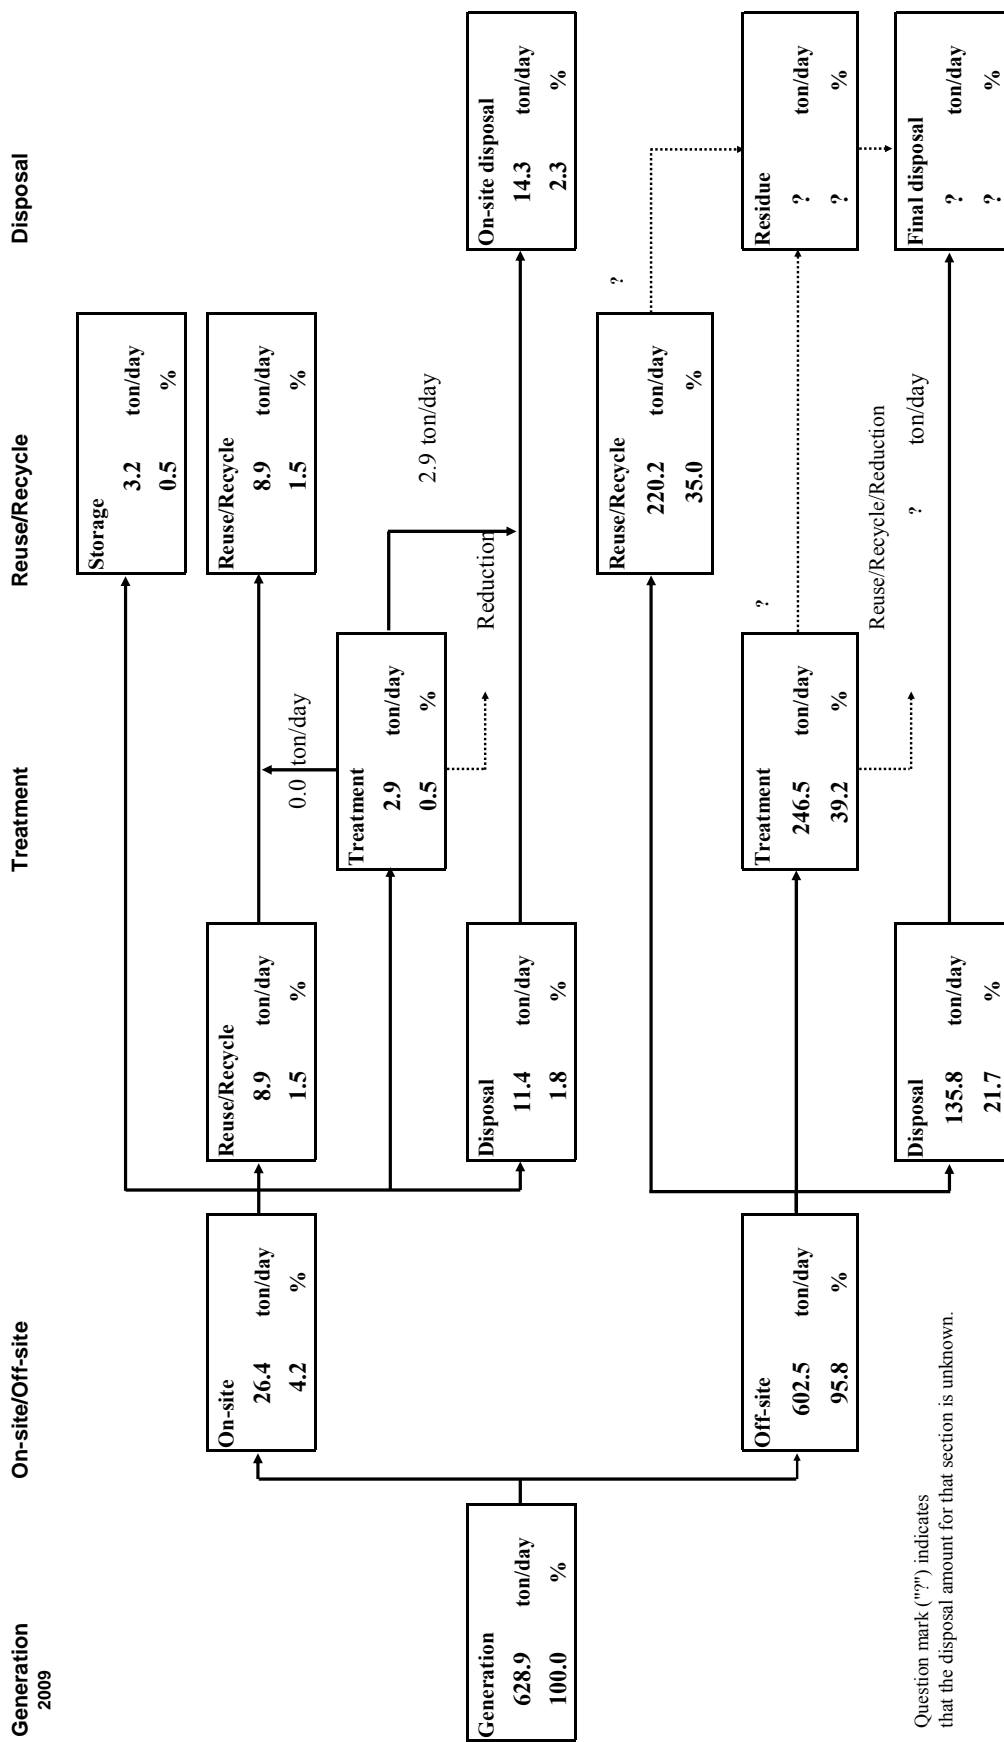 Generation
2009
On-site/Off-site
Treatment
Reuse/Recycle
Disposal
Generation
628.9 ton/day
100.0 %
On-site
26.4 ton/day
4.2 %
Off-site
602.5 ton/day
95.8 %
Reuse/Recycle
8.9 ton/day
1.5 %
Disposal
11.4 ton/day
1.8 %
Disposal
135.8 ton/day
21.7 %
0.0 ton/day
Treatment
2.9 ton/day
0.5 %
Treatment
246.5 ton/day
39.2 %
Storage
3.2 ton/day
0.5 %
Reuse/Recycle
8.9 ton/day
1.5 %
2.9 ton/day
Reduction
Reuse/Recycle
220.2 ton/day
35.0 %
?
?
Reuse/Recycle/Reduction
? ton/day
On-site disposal
14.3 ton/day
2.3 %
Residue
? ton/day
? %
Final disposal
? ton/day
? %
Question mark ("?") indicates
that the disposal amount for that section is unknown.